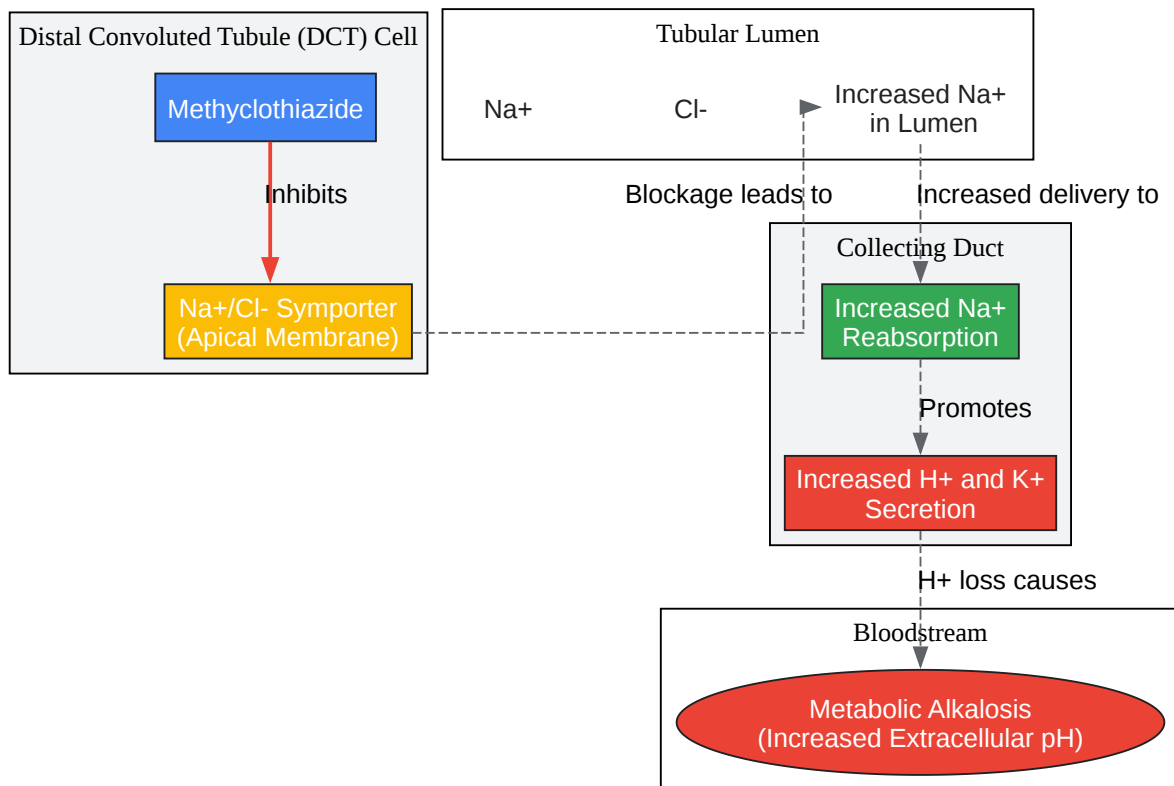 Distal Convoluted Tubule (DCT) Cell
Methyclothiazide
Inhibits
Na+/Cl- Symporter
(Apical Membrane)
Tubular Lumen
Na+
Cl-
Increased Na+
in Lumen
Blockage leads to
Increased delivery to
Collecting Duct
Increased Na+
Reabsorption
Promotes
Increased H+ and K+
Secretion
H+ loss causes
Bloodstream
Metabolic Alkalosis
(Increased Extracellular pH)